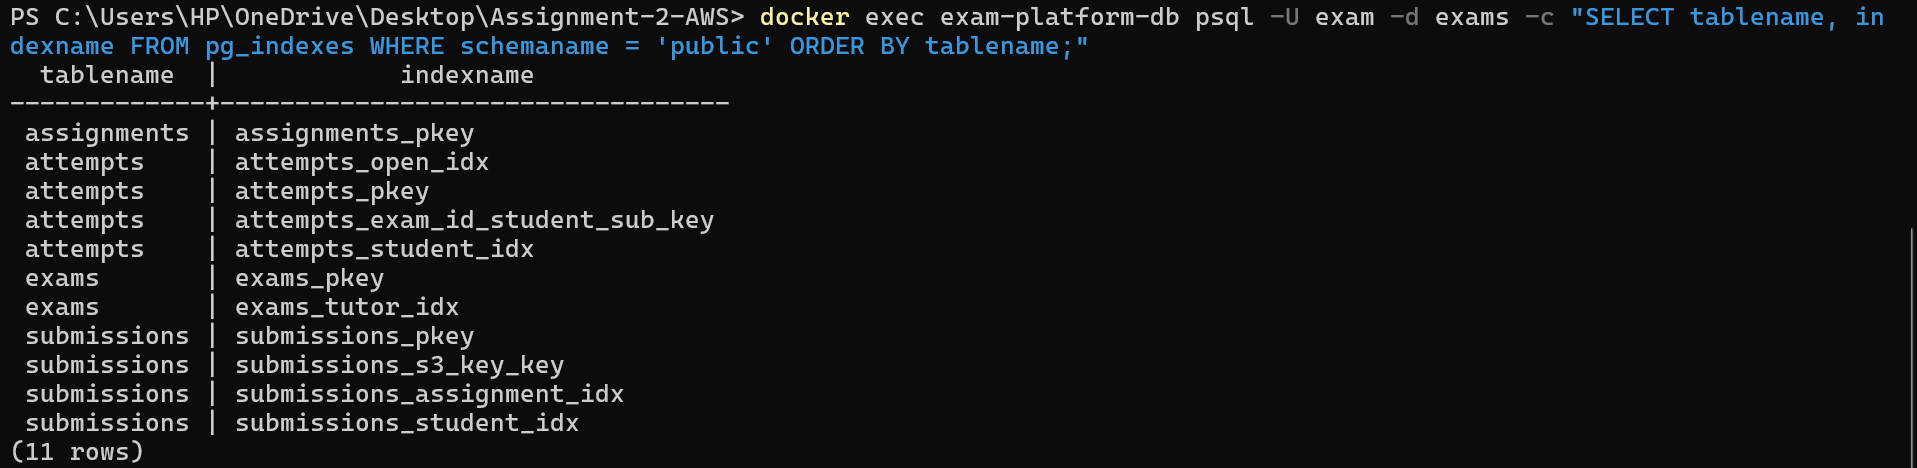 PS C:\Users\HP\OneDrive\Desktop\Assignment-2-AWS> docker exec exam-platform-db psql -U exam -d exams -c "SELECT tablename, in
dexname FROM pg_indexes WHERE schemaname = 'public' ORDER BY tablename;"
  tablename  |            indexname
-------------+----------------------------------
 assignments | assignments_pkey
 attempts    | attempts_open_idx
 attempts    | attempts_pkey
 attempts    | attempts_exam_id_student_sub_key
 attempts    | attempts_student_idx
 exams       | exams_pkey
 exams       | exams_tutor_idx
 submissions | submissions_pkey
 submissions | submissions_s3_key_key
 submissions | submissions_assignment_idx
 submissions | submissions_student_idx
(11 rows)